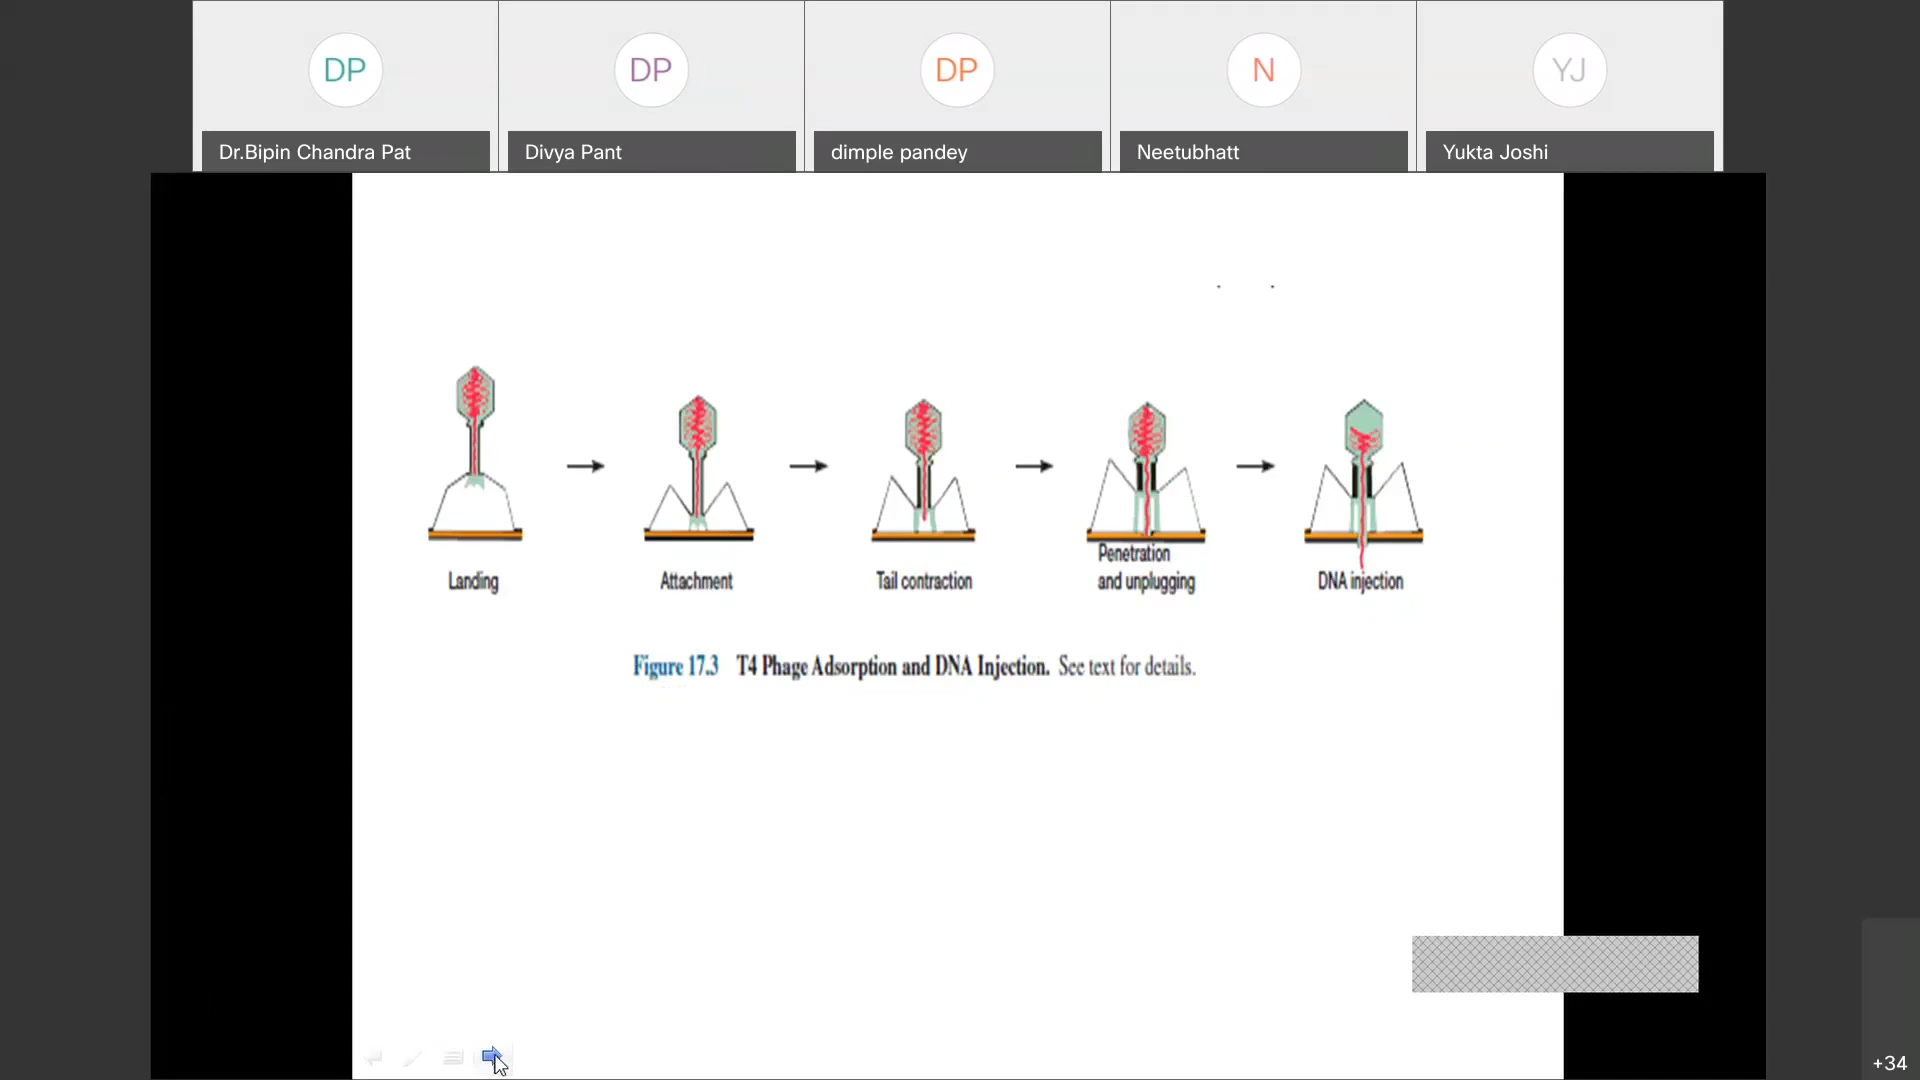 DP DP DP N YJ
Dr.Bipin Chandra Pat Divya Pant dimple pandey Neetubhatt Yukta Joshi
Landing Attachment Tail contraction Penetration and unplugging DNA injection
Figure 17.3 T4 Phage Adsorption and DNA Injection. See text for details.
+34